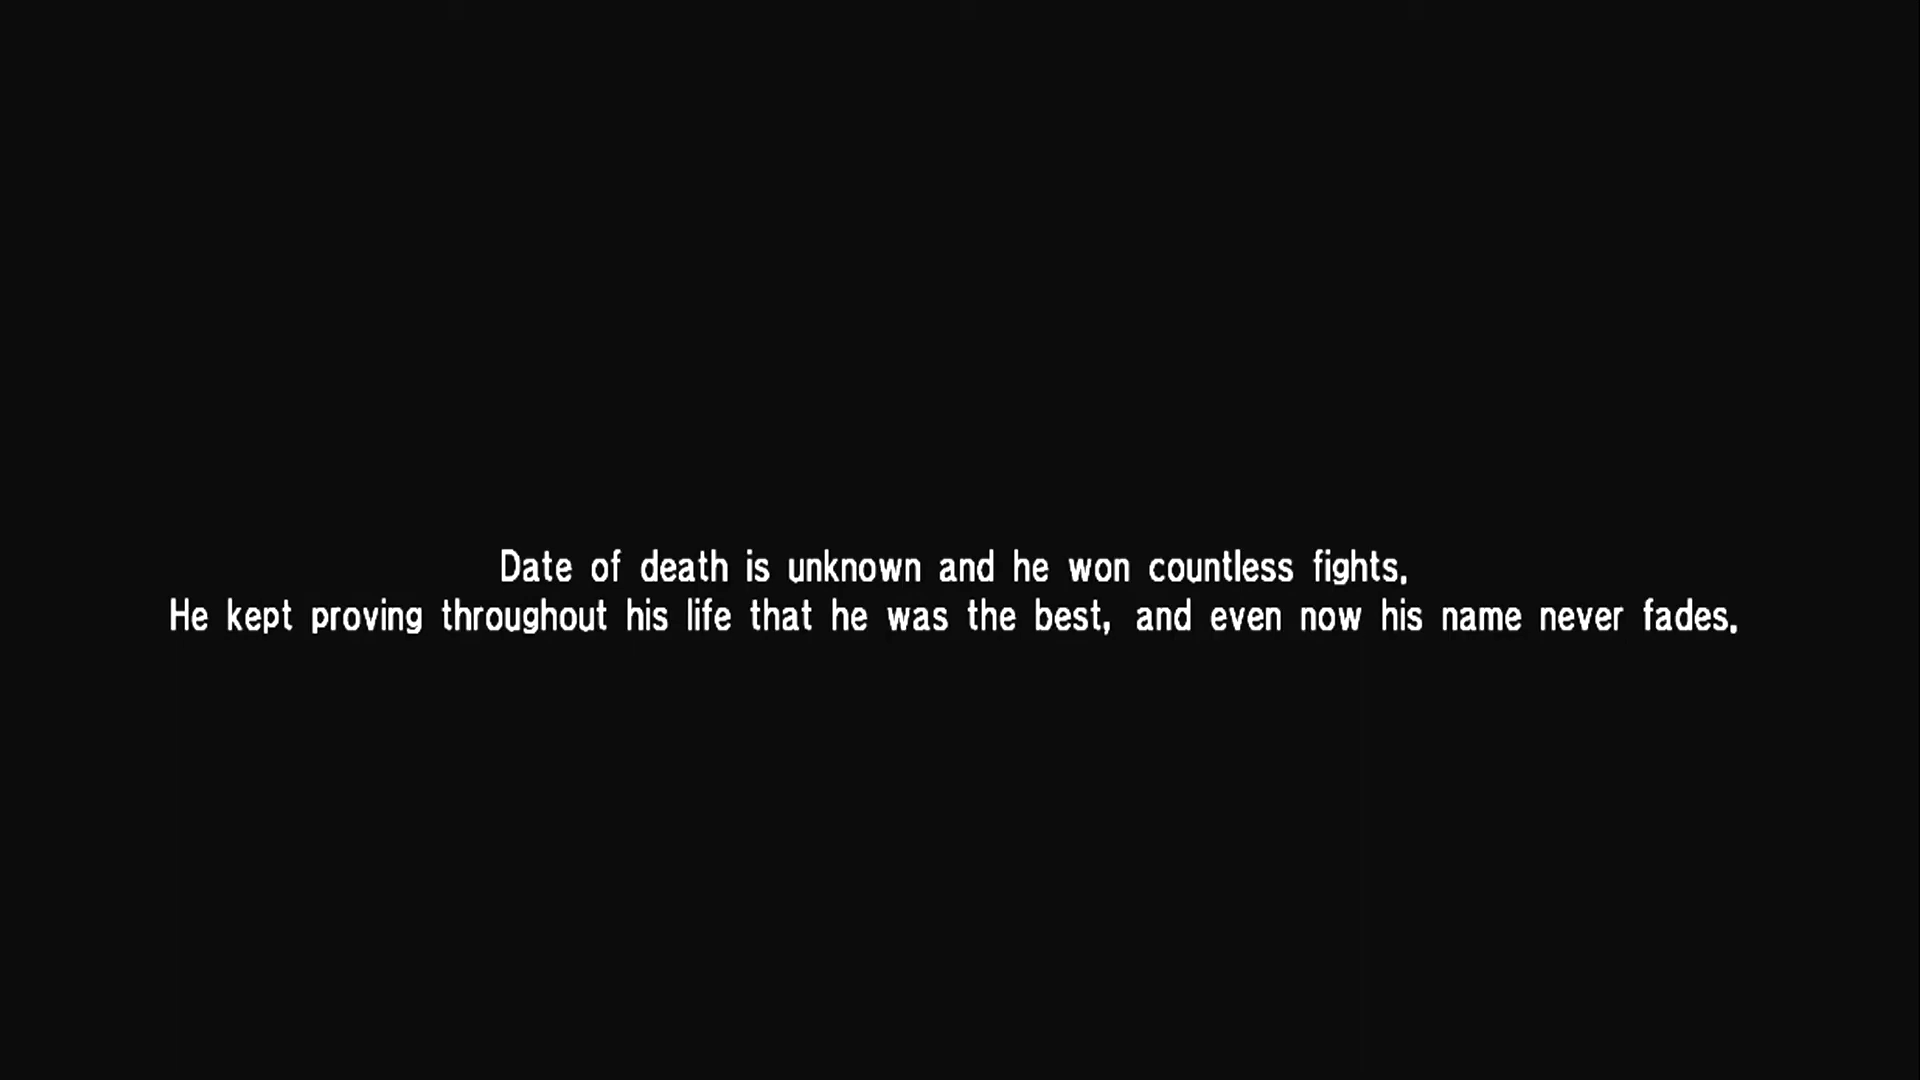 Date of death is unknown and he won countless fights.
He kept proving throughout his life that he was the best, and even now his name never fades.